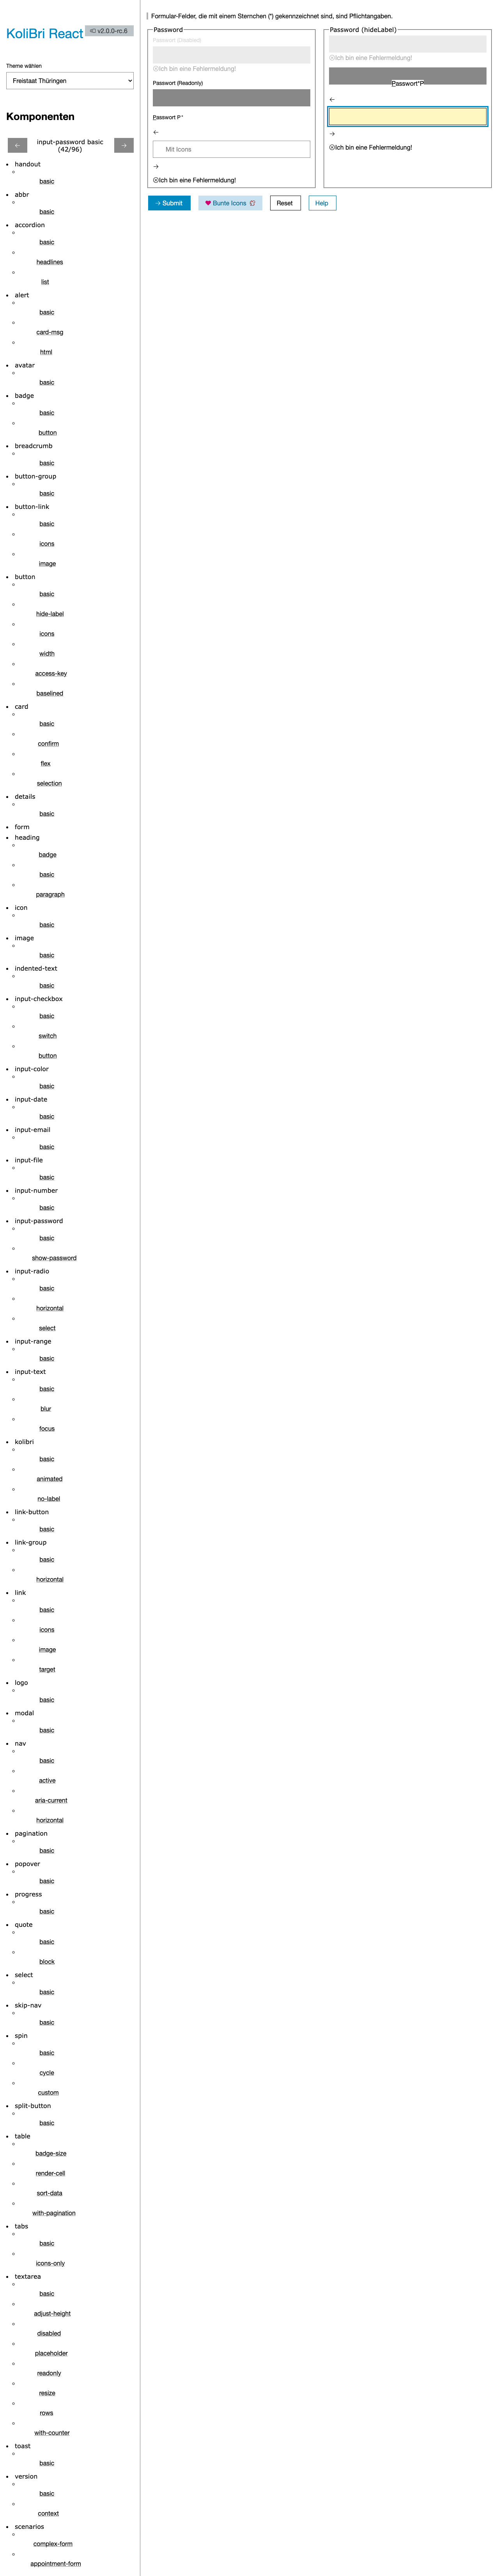 KoliBri React
v2.0.0-rc.6
Theme wählen
Freistaat Thüringen
Komponenten
←
input-password basic
(42/96)
→
handout
basic
abbr
basic
accordion
basic
headlines
list
alert
basic
card-msg
html
avatar
basic
badge
basic
button
breadcrumb
basic
button-group
basic
button-link
basic
icons
image
button
basic
hide-label
icons
width
access-key
baselined
card
basic
confirm
flex
selection
details
basic
form
heading
badge
basic
paragraph
icon
basic
image
basic
indented-text
basic
input-checkbox
basic
switch
button
input-color
basic
input-date
basic
input-email
basic
input-file
basic
input-number
basic
input-password
basic
show-password
input-radio
basic
horizontal
select
input-range
basic
input-text
basic
blur
focus
kolibri
basic
animated
no-label
link-button
basic
link-group
basic
horizontal
link
basic
icons
image
target
logo
basic
modal
basic
nav
basic
active
aria-current
horizontal
pagination
basic
popover
basic
progress
basic
quote
basic
block
select
basic
skip-nav
basic
spin
basic
cycle
custom
split-button
basic
table
badge-size
render-cell
sort-data
with-pagination
tabs
basic
icons-only
textarea
basic
adjust-height
disabled
placeholder
readonly
resize
rows
with-counter
toast
basic
version
basic
context
scenarios
complex-form
appointment-form
Formular-Felder, die mit einem Sternchen (*) gekennzeichnet sind, sind Pflichtangaben.
Password
Passwort (Disabled)
Ich bin eine Fehlermeldung!
Passwort (Readonly)
Passwort P*
←
Mit Icons
→
Ich bin eine Fehlermeldung!
Password (hideLabel)
Ich bin eine Fehlermeldung!
Passwort*P
←
→
Ich bin eine Fehlermeldung!
→ Submit
Bunte Icons
Reset
Help